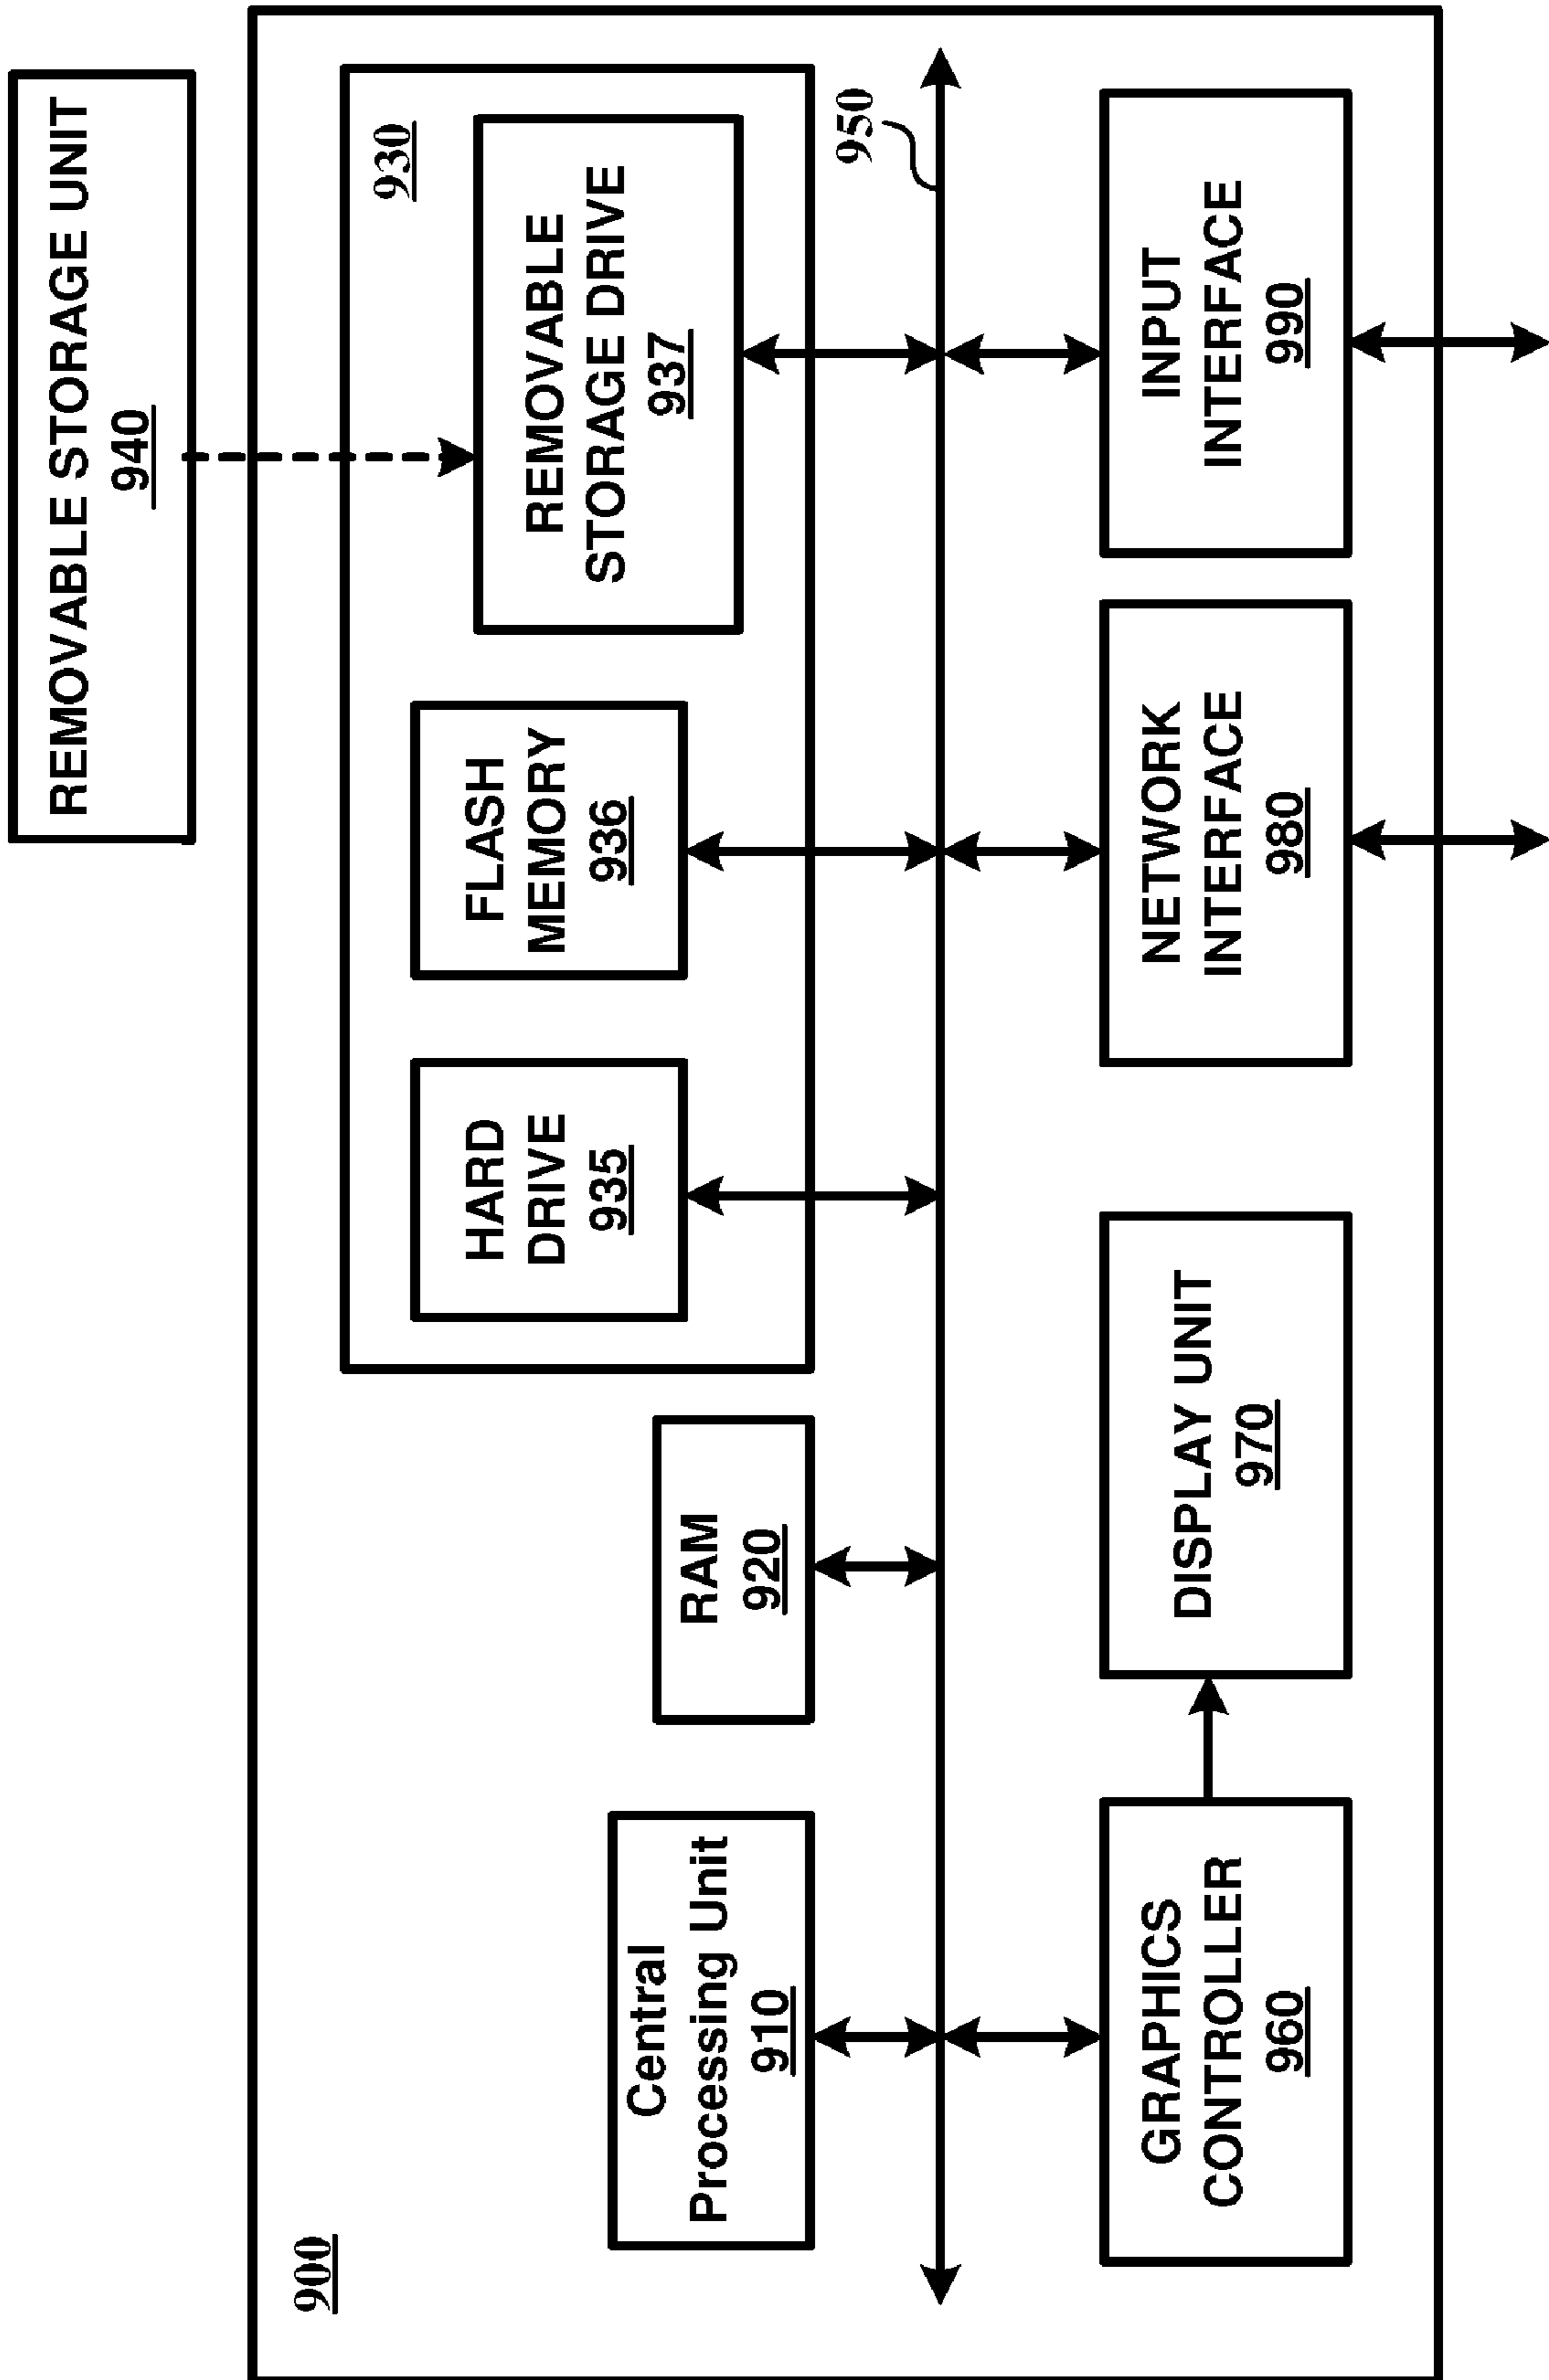 REMOVABLE STORAGE UNIT
940
900
930
Central
Processing Unit
910
RAM
920
HARD
DRIVE
935
FLASH
MEMORY
936
REMOVABLE
STORAGE DRIVE
937
950
GRAPHICS
CONTROLLER
960
DISPLAY UNIT
970
NETWORK
INTERFACE
980
INPUT
INTERFACE
990